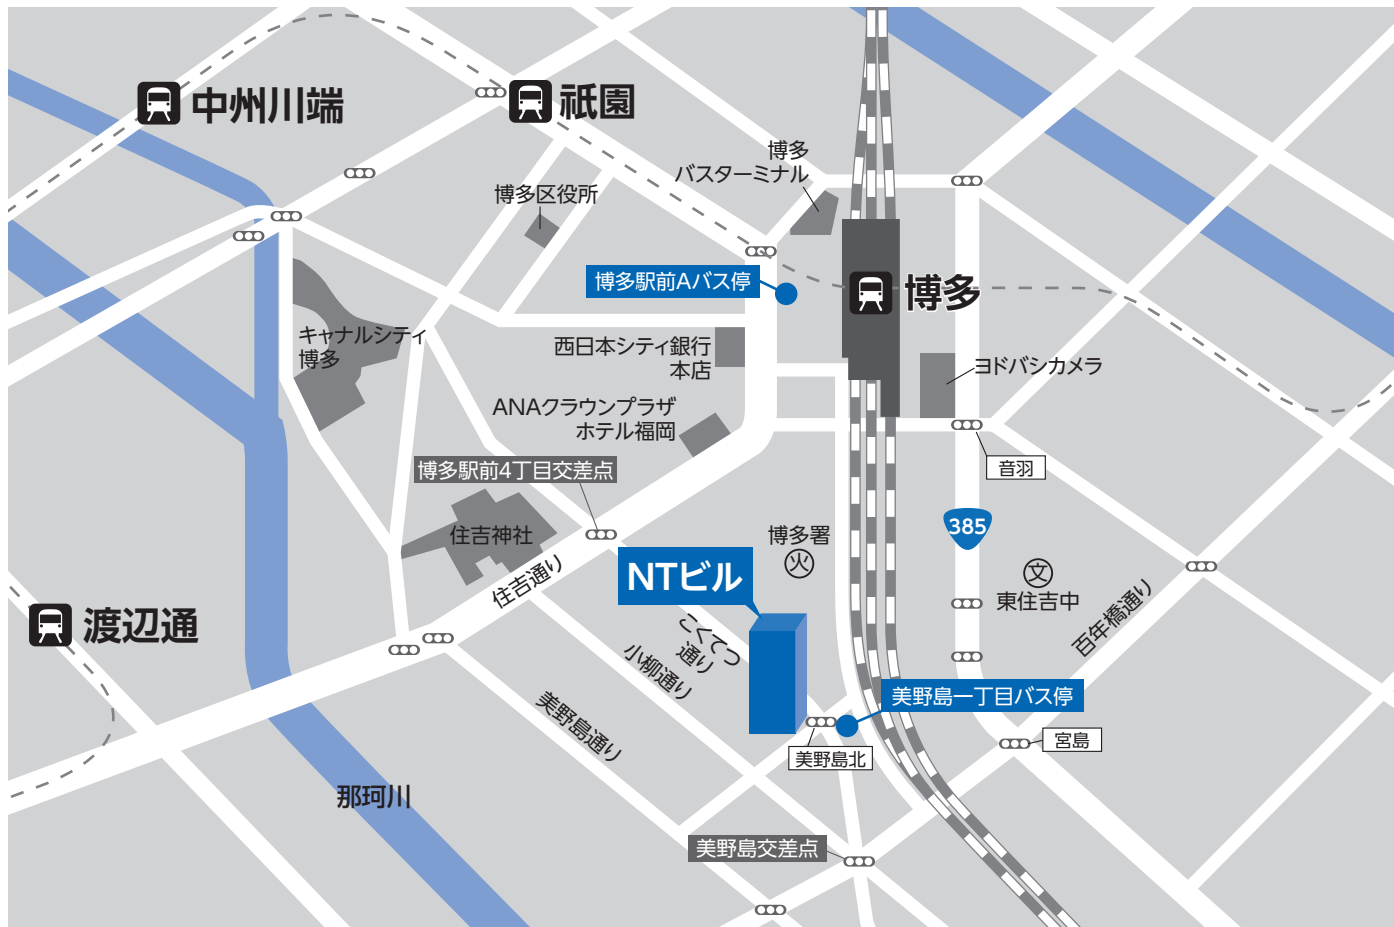 中州川端
祇園
博多
バスターミナル
博多区役所
博多駅前Aバス停
博多
キャナルシティ
博多
西日本シティ銀行
本店
ヨドバシカメラ
ANAクラウンプラザ
ホテル福岡
博多駅前4丁目交差点
音羽
住吉神社
博多署
火
385
NTビル
文
東住吉中
住吉通り
百年橋通り
渡辺通
こくてつ
通り
小柳通り
美野島一丁目バス停
美野島通り
宮島
美野島北
那珂川
美野島交差点